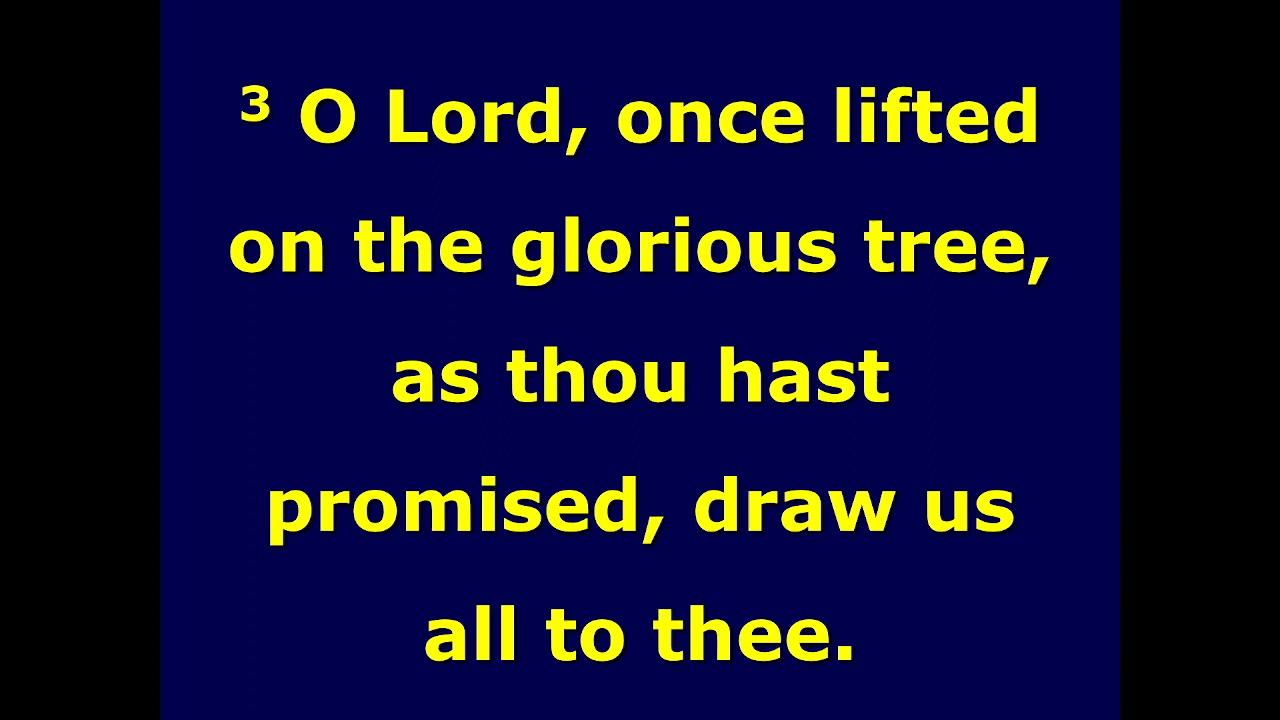 3 O Lord, once lifted
on the glorious tree,
as thou hast
promised, draw us
all to thee.